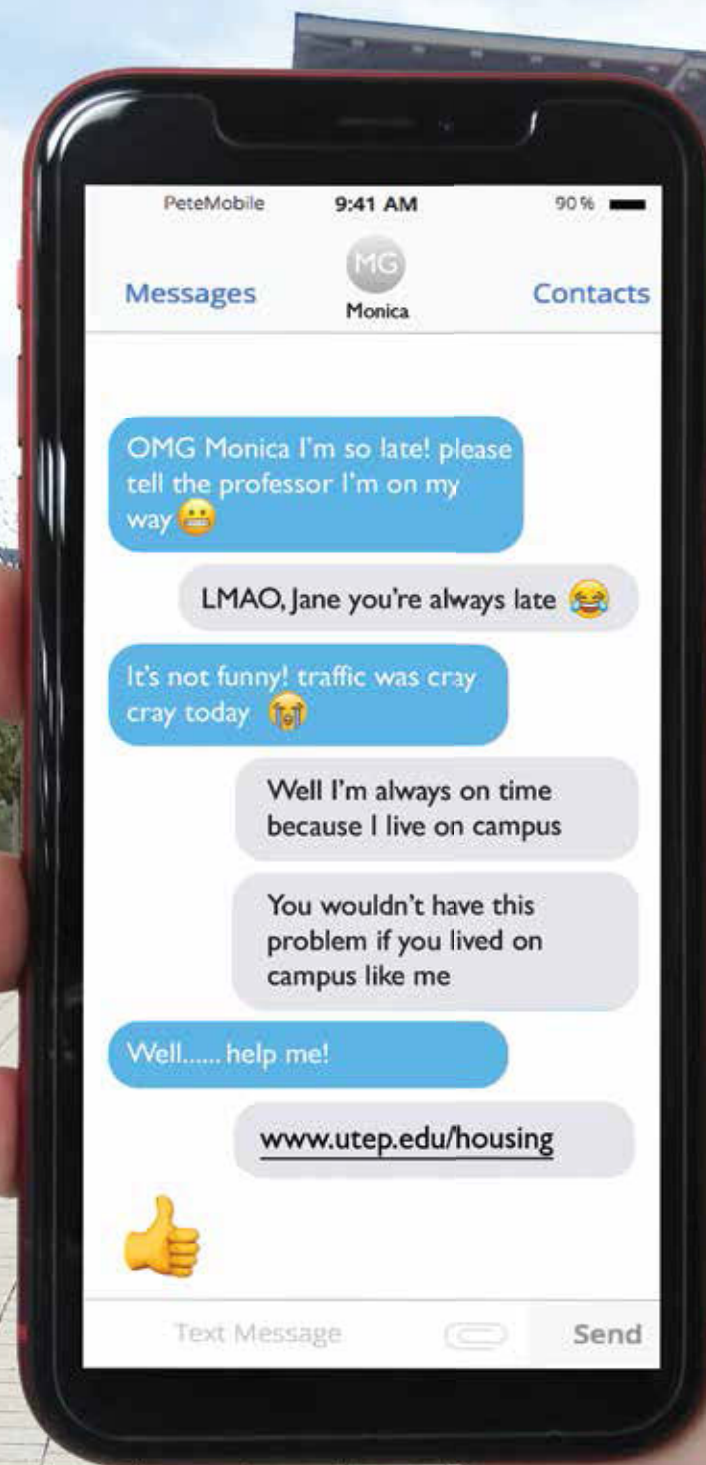 PeteMobile 9:41 AM 90%
MG
Messages Monica Contacts
OMG Monica I'm so late! please
tell the professor I'm on my
way 😬
LMAO, Jane you're always late 😂
It's not funny! traffic was cray
cray today 😭
Well I'm always on time
because I live on campus
You wouldn't have this
problem if you lived on
campus like me
Well...... help me!
www.utep.edu/housing
👍
Text Message Send